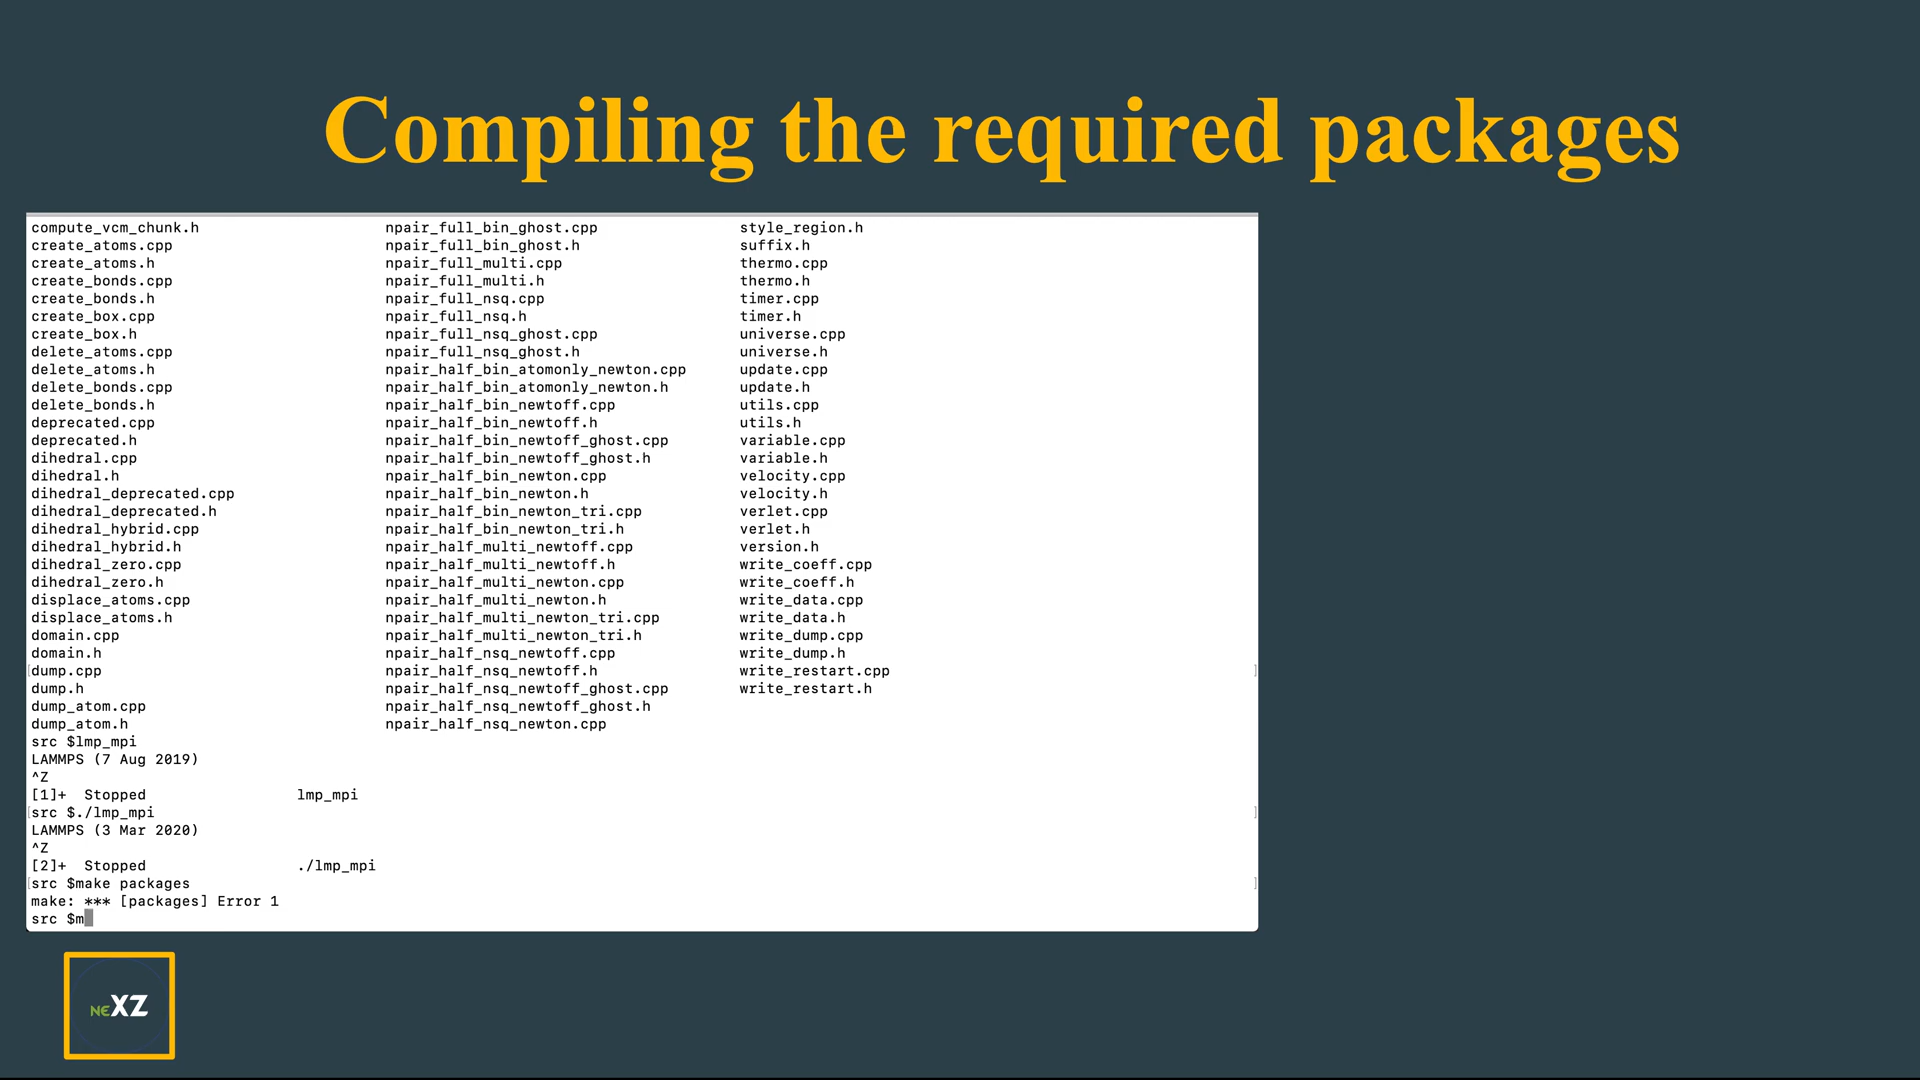 Compiling the required packages
compute_vcm_chunk.h npair_full_bin_ghost.cpp style_region.h
create_atoms.cpp npair_full_bin_ghost.h suffix.h
create_atoms.h npair_full_multi.cpp thermo.cpp
create_bonds.cpp npair_full_multi.h thermo.h
create_bonds.h npair_full_nsq.cpp timer.cpp
create_box.cpp npair_full_nsq.h timer.h
create_box.h npair_full_nsq_ghost.cpp universe.cpp
delete_atoms.cpp npair_full_nsq_ghost.h universe.h
delete_atoms.h npair_half_bin_atomonly_newton.cpp update.cpp
delete_bonds.cpp npair_half_bin_atomonly_newton.h update.h
delete_bonds.h npair_half_bin_newtoff.cpp utils.cpp
deprecated.cpp npair_half_bin_newtoff.h utils.h
deprecated.h npair_half_bin_newtoff_ghost.cpp variable.cpp
dihedral.cpp npair_half_bin_newtoff_ghost.h variable.h
dihedral.h npair_half_bin_newton.cpp velocity.cpp
dihedral_deprecated.cpp npair_half_bin_newton.h velocity.h
dihedral_deprecated.h npair_half_bin_newton_tri.cpp verlet.cpp
dihedral_hybrid.cpp npair_half_bin_newton_tri.h verlet.h
dihedral_hybrid.h npair_half_multi_newtoff.cpp version.h
dihedral_zero.cpp npair_half_multi_newtoff.h write_coeff.cpp
dihedral_zero.h npair_half_multi_newton.cpp write_coeff.h
displace_atoms.cpp npair_half_multi_newton.h write_data.cpp
displace_atoms.h npair_half_multi_newton_tri.cpp write_data.h
domain.cpp npair_half_multi_newton_tri.h write_dump.cpp
domain.h npair_half_nsq_newtoff.cpp write_dump.h
[dump.cpp npair_half_nsq_newtoff.h write_restart.cpp ]
dump.h npair_half_nsq_newtoff_ghost.cpp write_restart.h
dump_atom.cpp npair_half_nsq_newtoff_ghost.h
dump_atom.h npair_half_nsq_newton.cpp
src $lmp_mpi
LAMMPS (7 Aug 2019)
^Z
[1]+ Stopped lmp_mpi
[src $./lmp_mpi ]
LAMMPS (3 Mar 2020)
^Z
[2]+ Stopped ./lmp_mpi
[src $make packages ]
make: *** [packages] Error 1
src $m
NEXZ